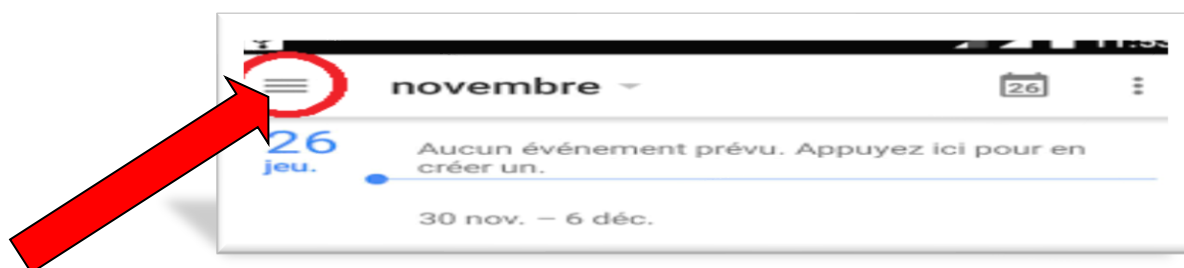 novembre
26
26
jeu.
Aucun événement prévu. Appuyez ici pour en
créer un.
30 nov. – 6 déc.